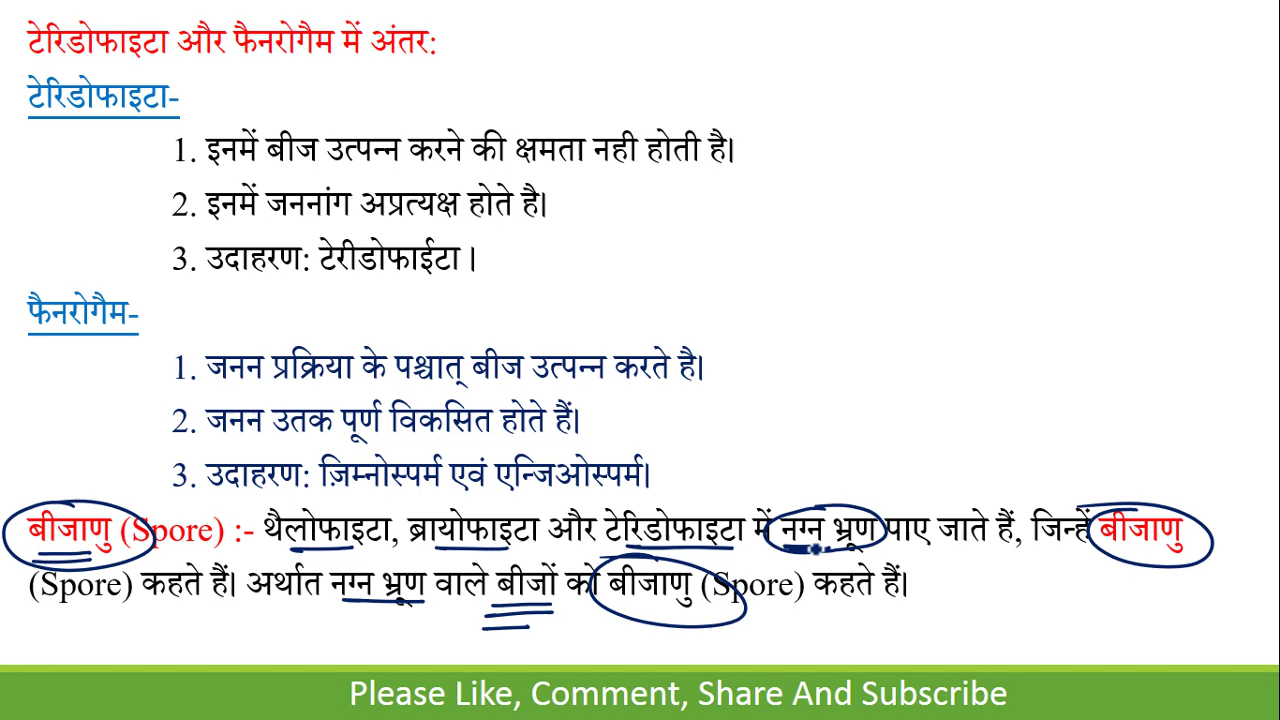 टेरिडोफाइटा और फैनरोगैम में अंतर:
टेरिडोफाइटा-
1. इनमें बीज उत्पन्न करने की क्षमता नही होती है।
2. इनमें जननांग अप्रत्यक्ष होते है।
3. उदाहरण: टेरीडोफाईटा ।
फैनरोगैम-
1. जनन प्रक्रिया के पश्चात् बीज उत्पन्न करते है।
2. जनन उतक पूर्ण विकसित होते हैं।
3. उदाहरण: ज़िम्नोस्पर्म एवं एन्जिओस्पर्म।
बीजाणु (Spore) :- थैलोफाइटा, ब्रायोफाइटा और टेरिडोफाइटा में नग्न भ्रूण पाए जाते हैं, जिन्हें बीजाणु
(Spore) कहते हैं। अर्थात नग्न भ्रूण वाले बीजों को बीजाणु (Spore) कहते हैं।
Please Like, Comment, Share And Subscribe